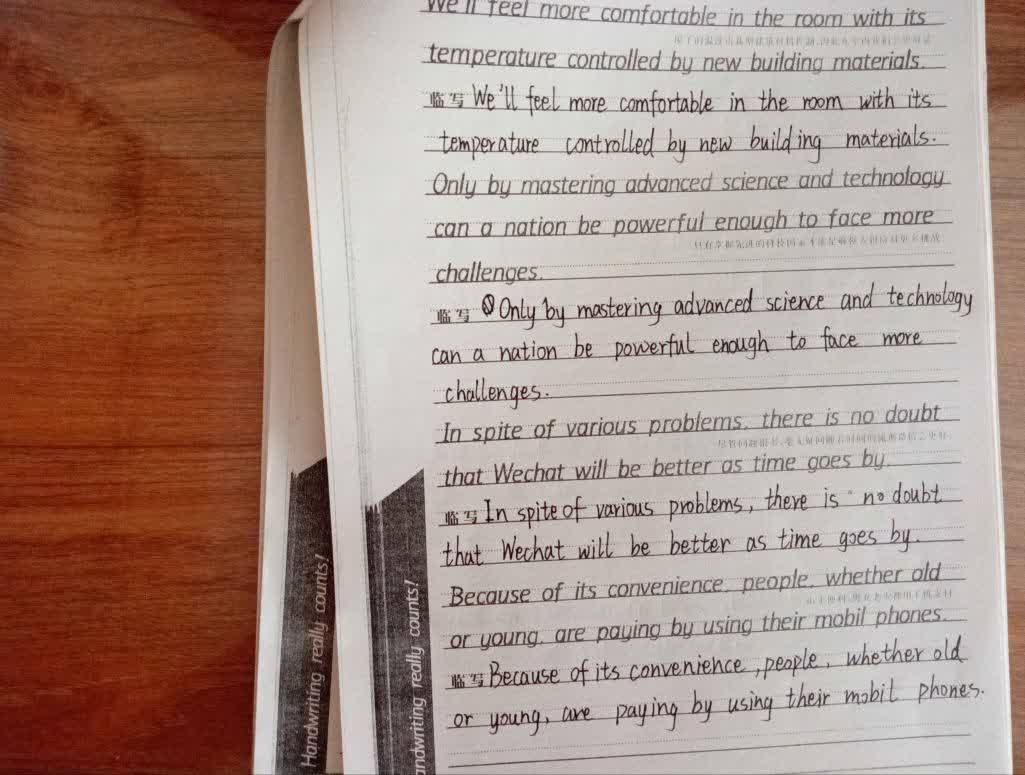 We'll feel more comfortable in the room with its
temperature controlled by new building materials.
临写 We'll feel more comfortable in the room with its
temperature controlled by new building materials.
Only by mastering advanced science and technology
can a nation be powerful enough to face more
challenges.
临写 Only by mastering advanced science and technology
can a nation be powerful enough to face more
challenges.
In spite of various problems, there is no doubt
that Wechat will be better as time goes by.
临写 In spite of various problems, there is no doubt
that Wechat will be better as time goes by.
Because of its convenience, people, whether old
or young, are paying by using their mobil phones.
临写 Because of its convenience, people, whether old
or young, are paying by using their mobil phones.
Handwriting really counts!
andwriting really counts!